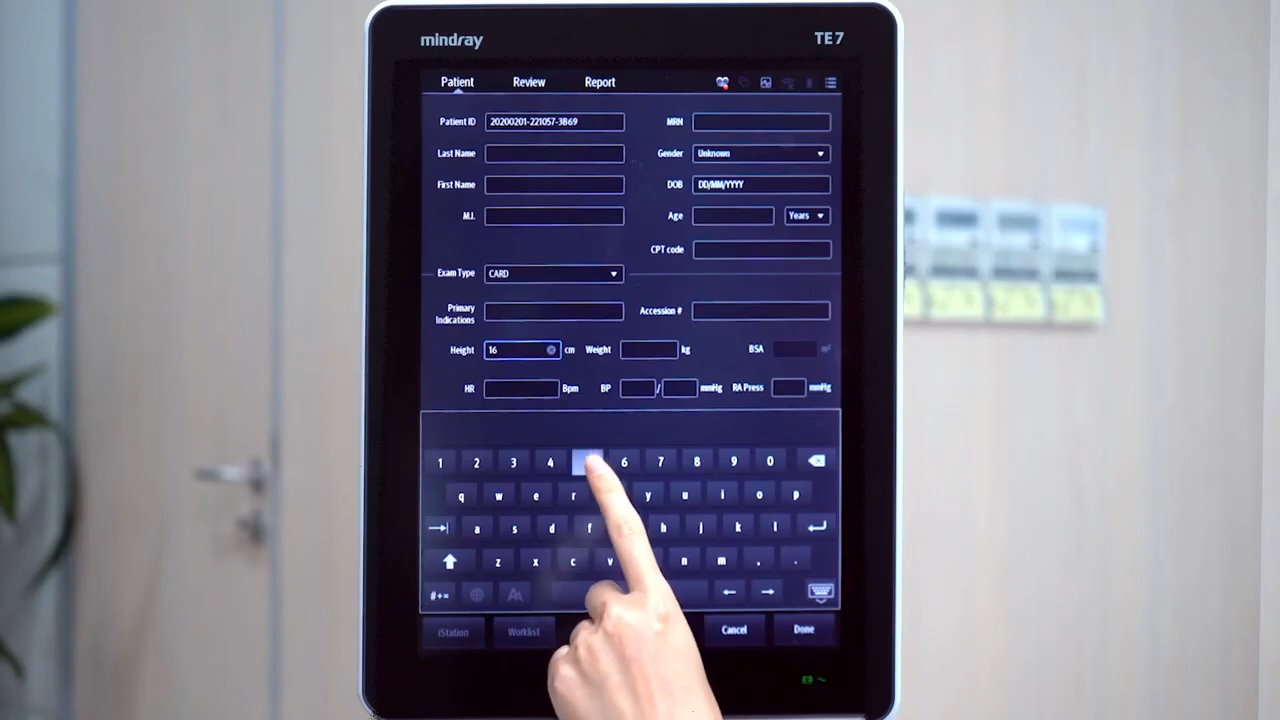 mindray TE7
Patient Review Report
Patient ID 20200201-221057-3B69 MRN
Last Name Gender Unknown
First Name DOB DD/MM/YYYY
M.I. Age Years
CPT code
Exam Type CARD
Primary Indications Accession #
Height 16 cm Weight kg BSA m²
HR Bpm BP / mmHg RA Press mmHg
1 2 3 4 6 7 8 9 0
q w e r y u i o p
a s d f h j k l
z x c v n m , .
#+= AA
iStation Worklist Cancel Done